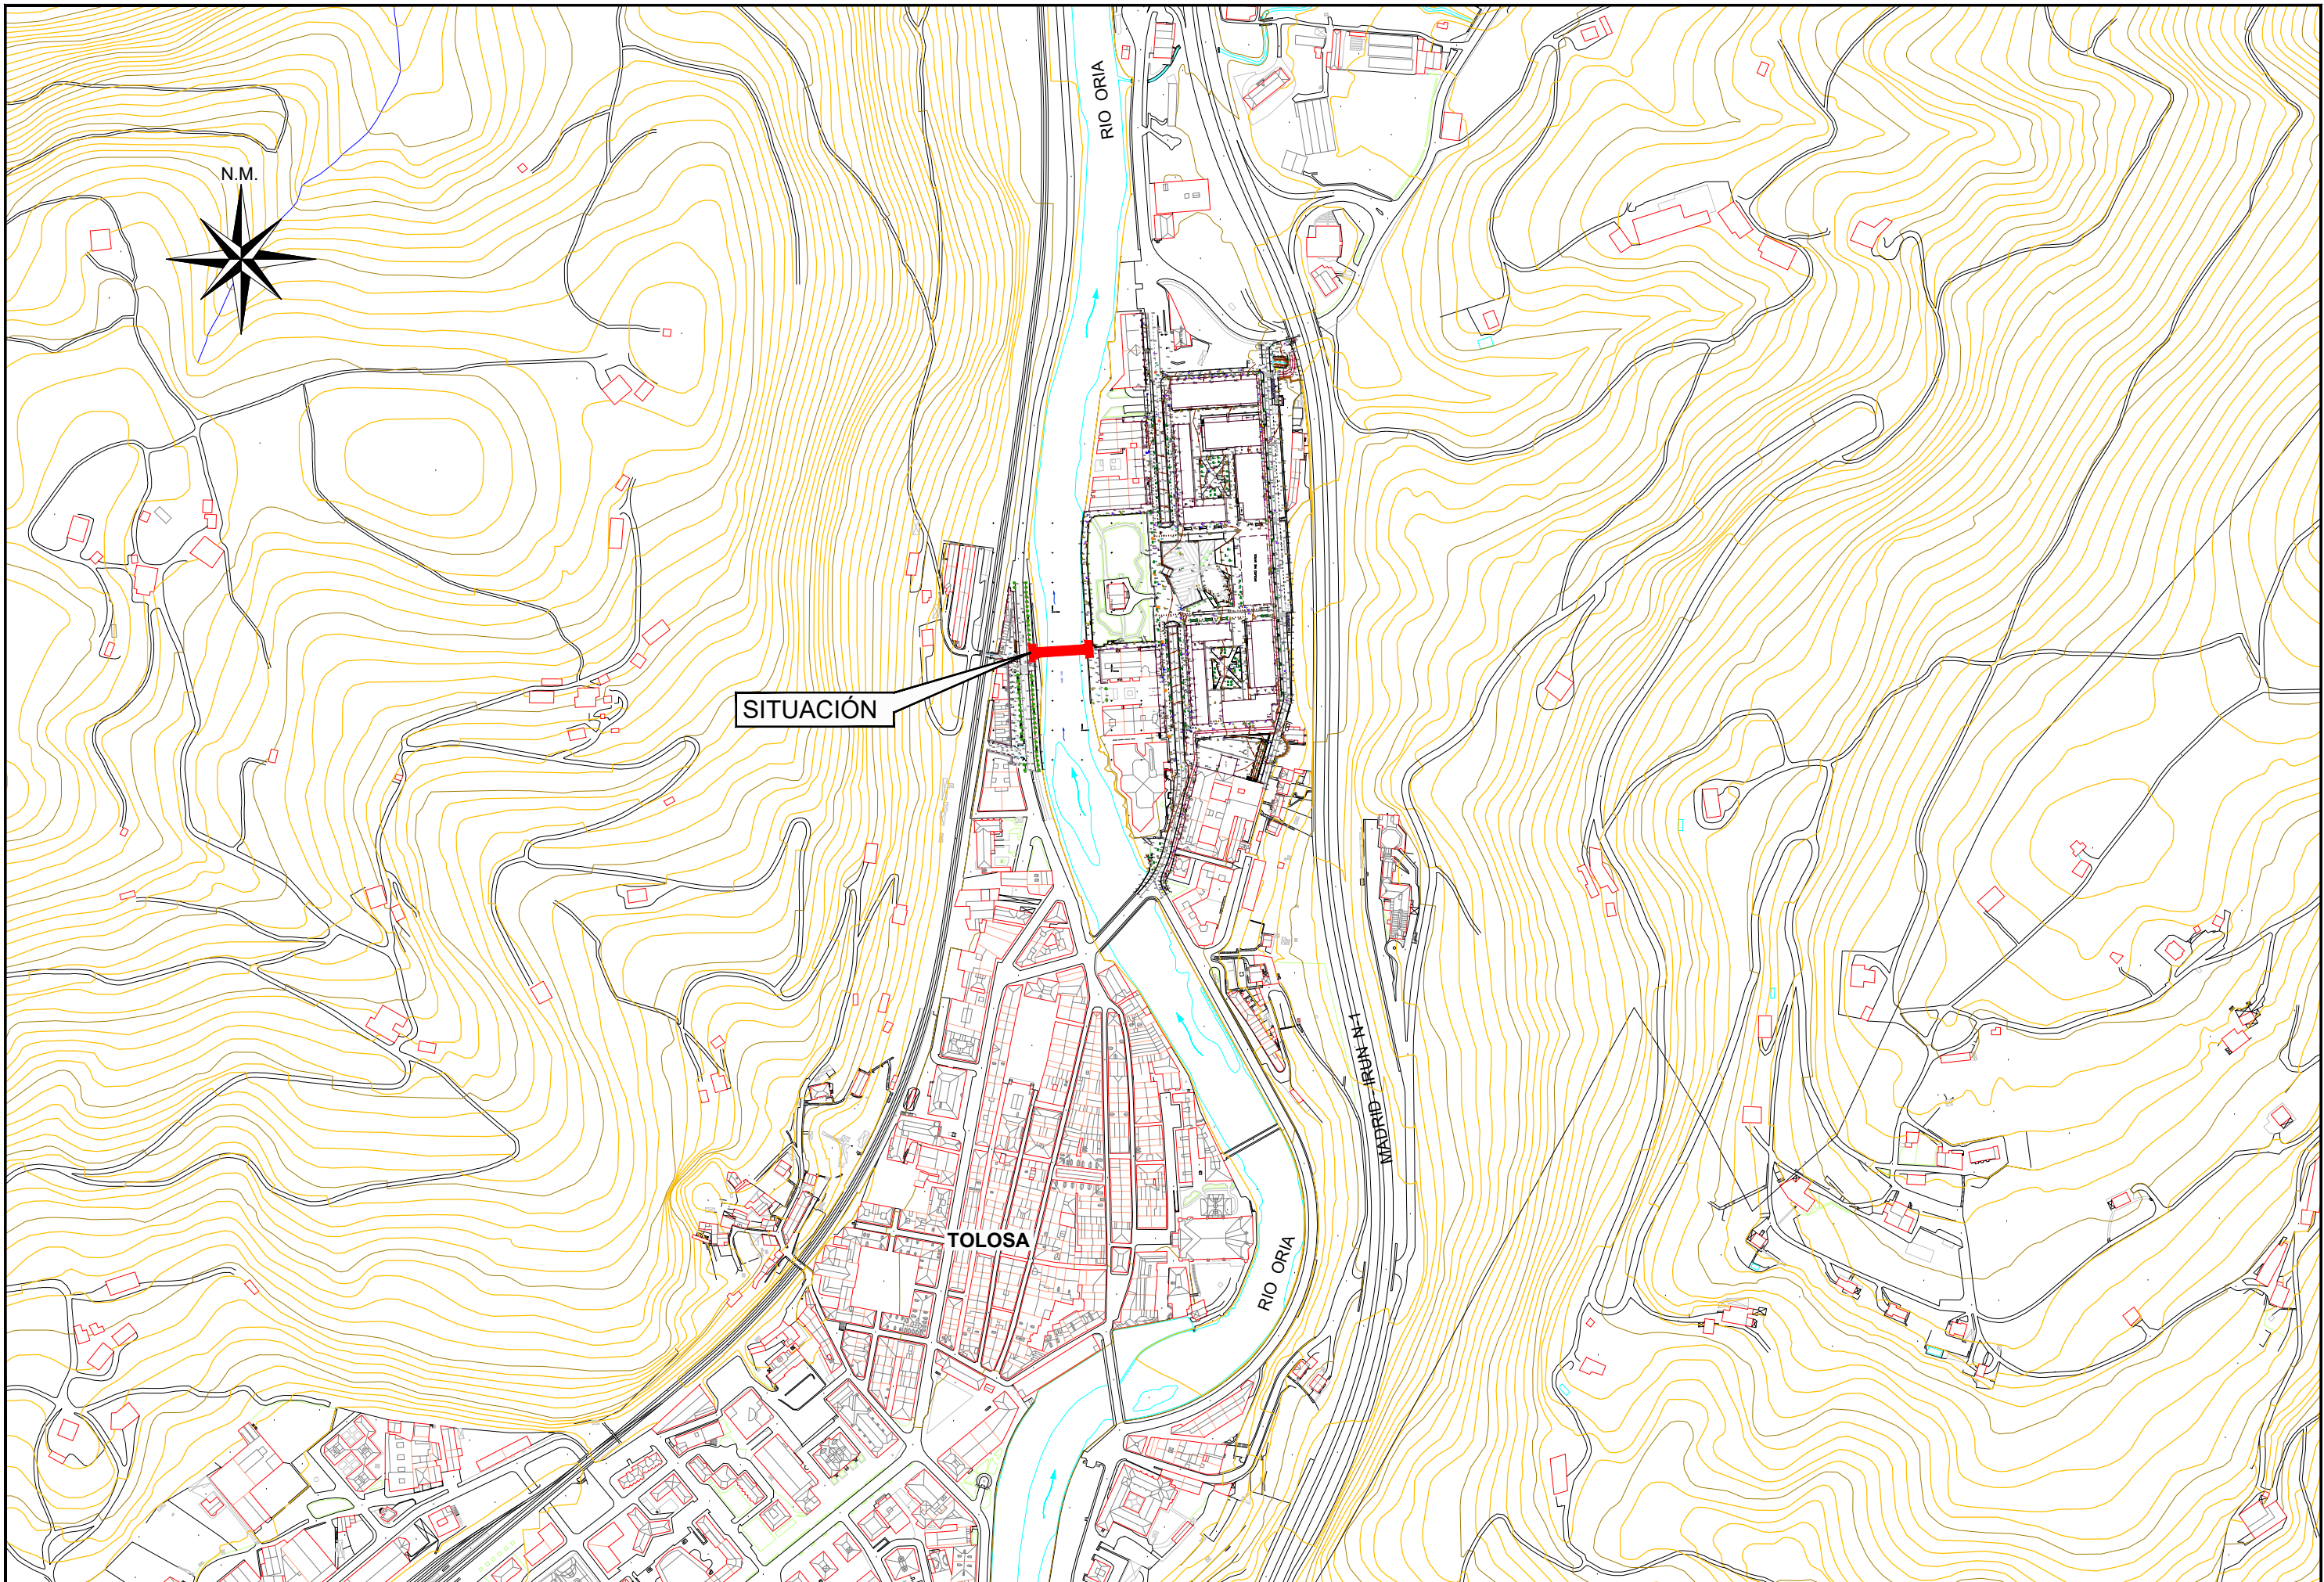 RIO ORIA
N.M.
SITUACIÓN
MADRID - IRUN N-1
TOLOSA
RIO ORIA